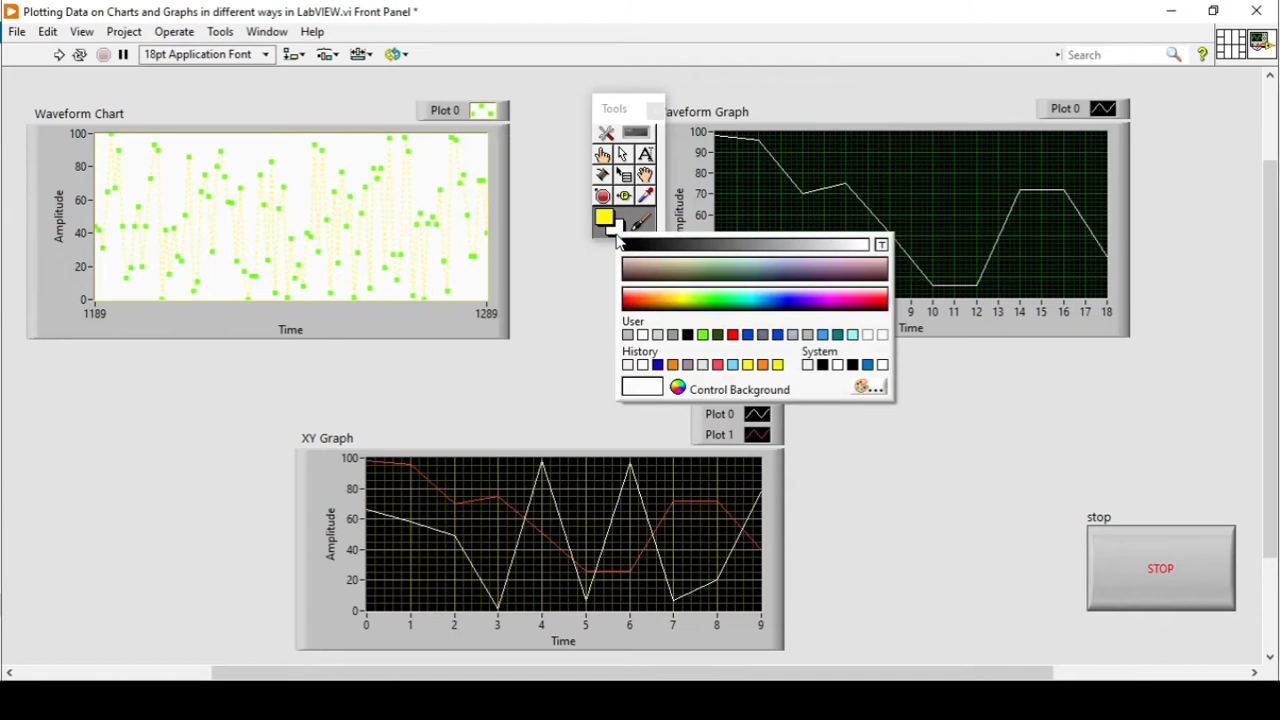 Plotting Data on Charts and Graphs in different ways in LabVIEW.vi Front Panel *
File Edit View Project Operate Tools Window Help
18pt Application Font
Search
?
Waveform Chart
Plot 0
100
80
60
40
20
0
Amplitude
1189
1289
Time
Tools
A
Waveform Graph
Plot 0
100
90
80
70
60
Amplitude
9 10 11 12 13 14 15 16 17 18
Time
T
User
History
System
Control Background
...
XY Graph
Plot 0
Plot 1
100
80
60
40
20
0
Amplitude
0 1 2 3 4 5 6 7 8 9
Time
stop
STOP